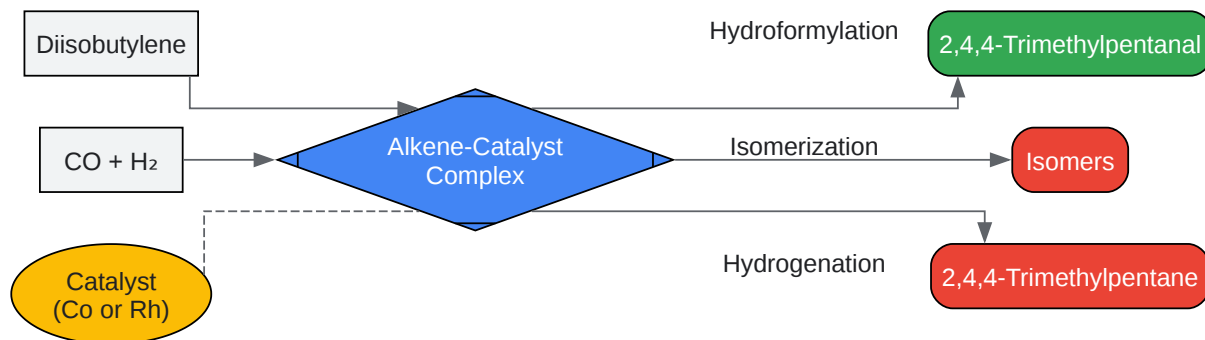 Diisobutylene
Hydroformylation
2,4,4-Trimethylpentanal
CO + H₂
Alkene-Catalyst
Complex
Isomerization
Isomers
Catalyst
(Co or Rh)
Hydrogenation
2,4,4-Trimethylpentane